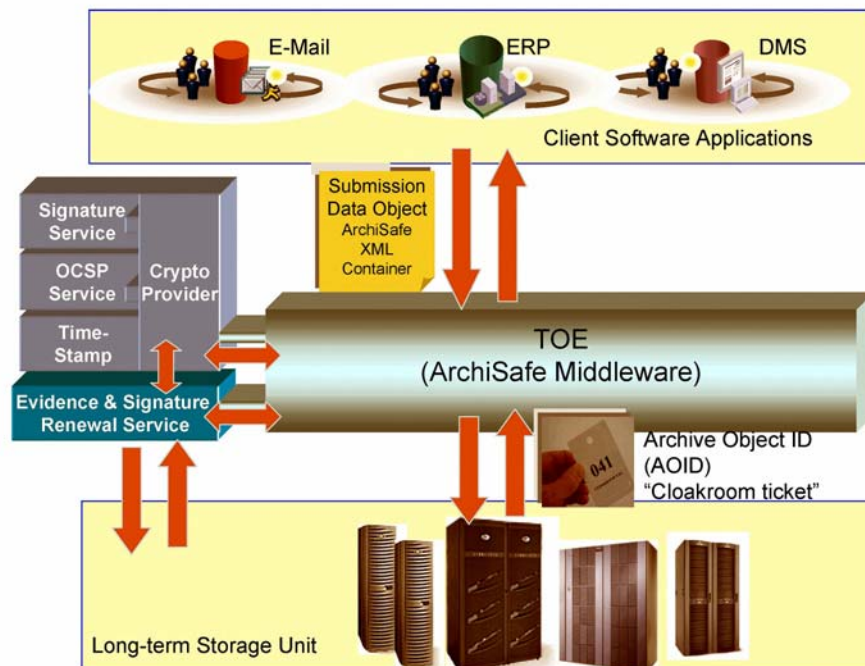 E-Mail
ERP
DMS
Client Software Applications
Submission
Data Object
ArchiSafe
XML
Container
Signature
Service
OCSP
Service
Time-
Stamp
Crypto
Provider
Evidence & Signature
Renewal Service
TOE
(ArchiSafe Middleware)
041
Archive Object ID
(AOID)
“Cloakroom ticket”
Long-term Storage Unit